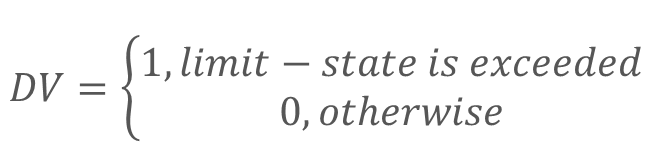 DV = { 1, limit − state is exceeded
0, otherwise